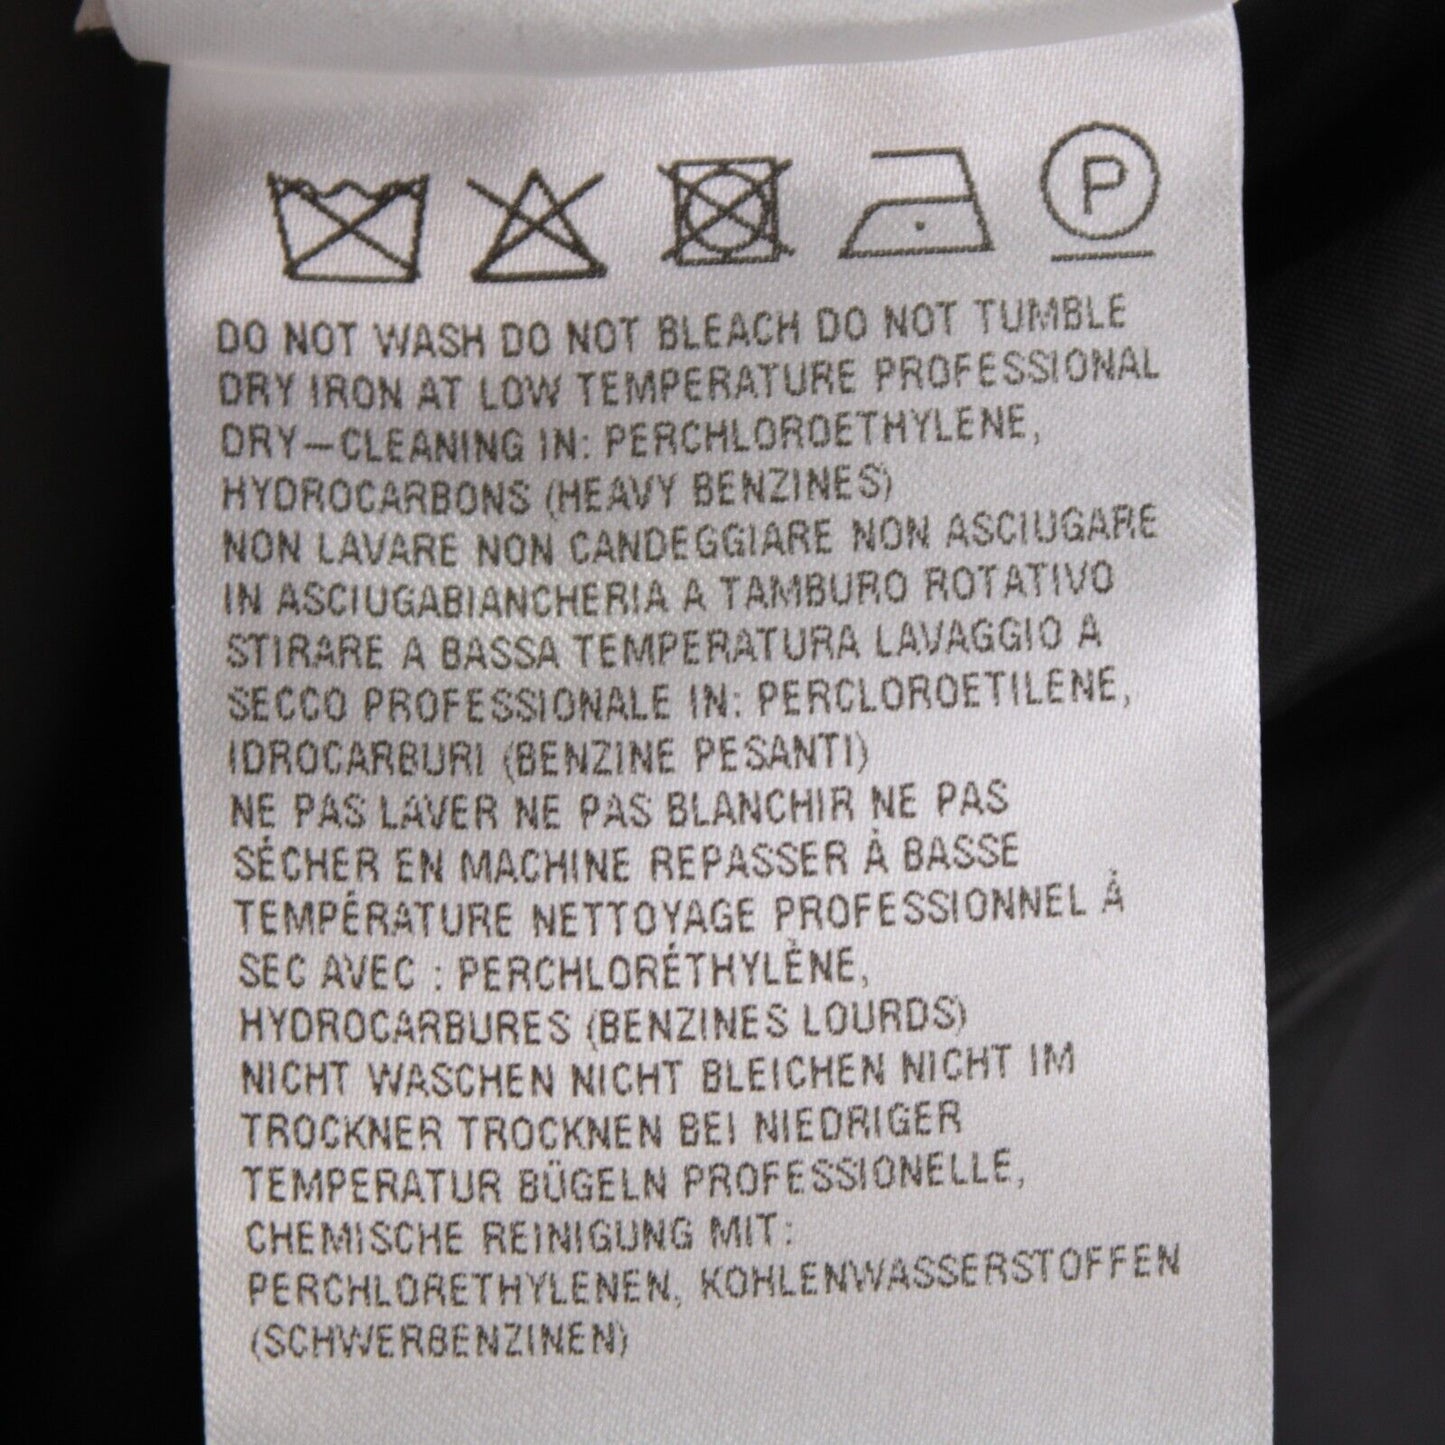 P
DO NOT WASH DO NOT BLEACH DO NOT TUMBLE
DRY IRON AT LOW TEMPERATURE PROFESSIONAL
DRY–CLEANING IN: PERCHLOROETHYLENE,
HYDROCARBONS (HEAVY BENZINES)
NON LAVARE NON CANDEGGIARE NON ASCIUGARE
IN ASCIUGABIANCHERIA A TAMBURO ROTATIVO
STIRARE A BASSA TEMPERATURA LAVAGGIO A
SECCO PROFESSIONALE IN: PERCLOROETILENE,
IDROCARBURI (BENZINE PESANTI)
NE PAS LAVER NE PAS BLANCHIR NE PAS
SÉCHER EN MACHINE REPASSER À BASSE
TEMPÉRATURE NETTOYAGE PROFESSIONNEL À
SEC AVEC : PERCHLORÉTHYLÈNE,
HYDROCARBURES (BENZINES LOURDS)
NICHT WASCHEN NICHT BLEICHEN NICHT IM
TROCKNER TROCKNEN BEI NIEDRIGER
TEMPERATUR BÜGELN PROFESSIONELLE,
CHEMISCHE REINIGUNG MIT:
PERCHLORETHYLENEN, KOHLENWASSERSTOFFEN
(SCHWERBENZINEN)